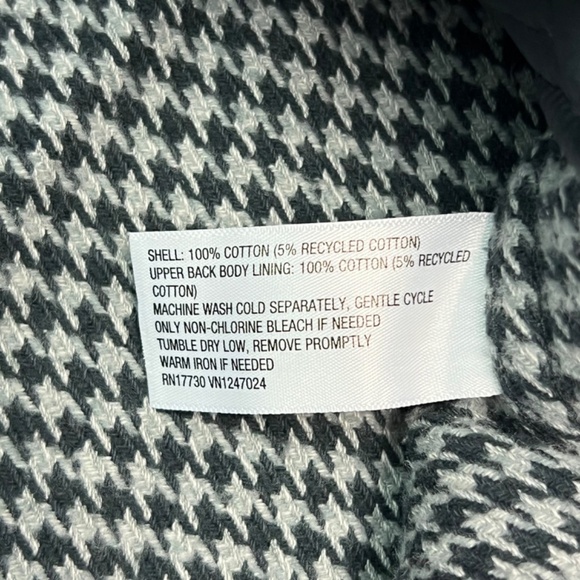 SHELL: 100% COTTON (5% RECYCLED COTTON)
UPPER BACK BODY LINING: 100% COTTON (5% RECYCLED
COTTON)
MACHINE WASH COLD SEPARATELY, GENTLE CYCLE
ONLY NON-CHLORINE BLEACH IF NEEDED
TUMBLE DRY LOW, REMOVE PROMPTLY
WARM IRON IF NEEDED
RN17730 VN1247024